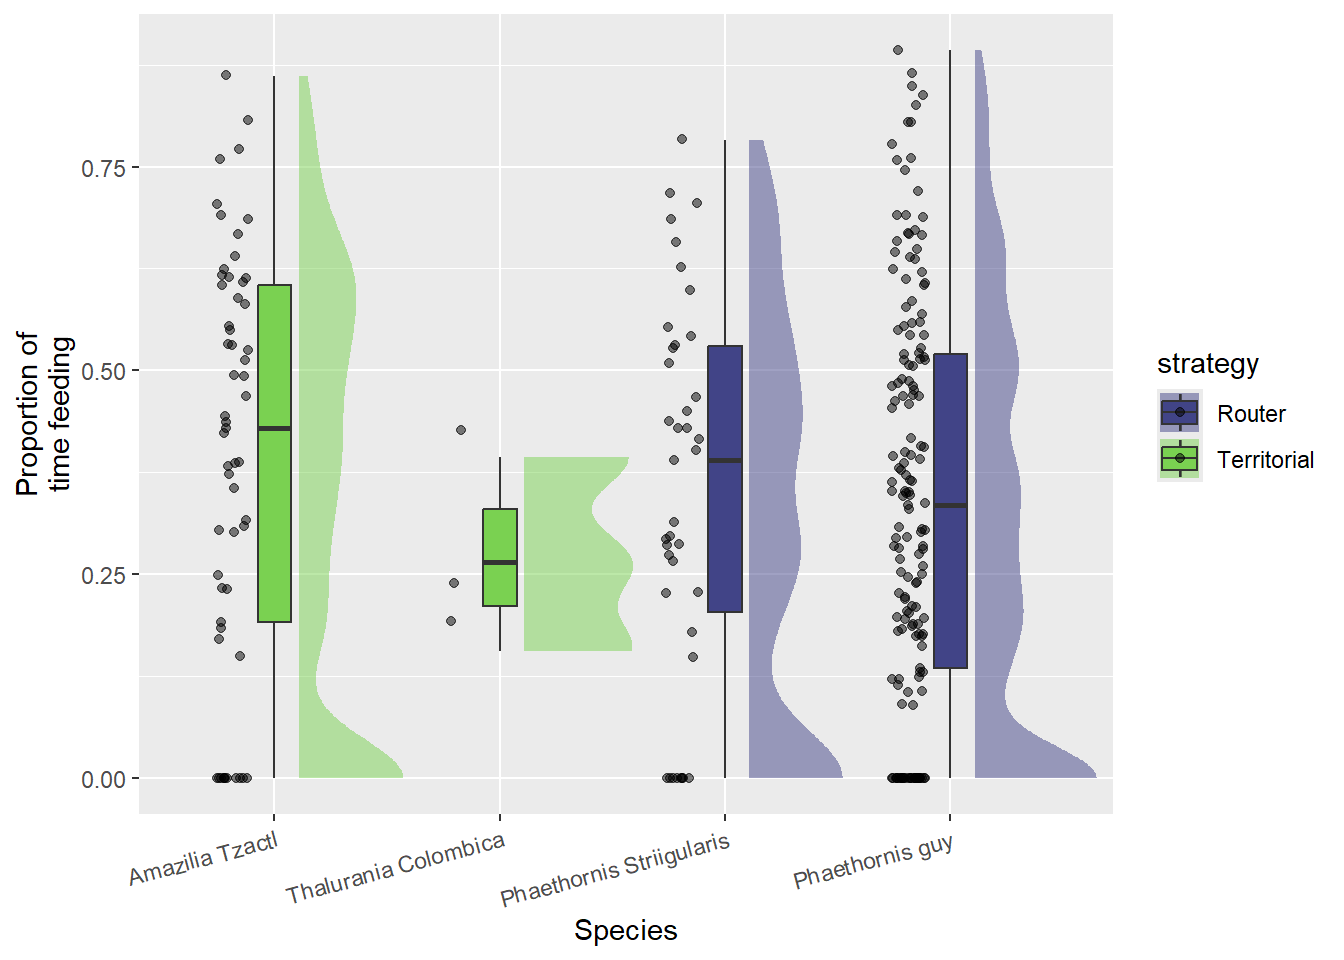 Proportion of
time feeding
0.75
0.50
0.25
0.00
Amazilia Tzactl
Thalurania Colombica
Phaethornis Striigularis
Phaethornis guy
Species
strategy
Router
Territorial